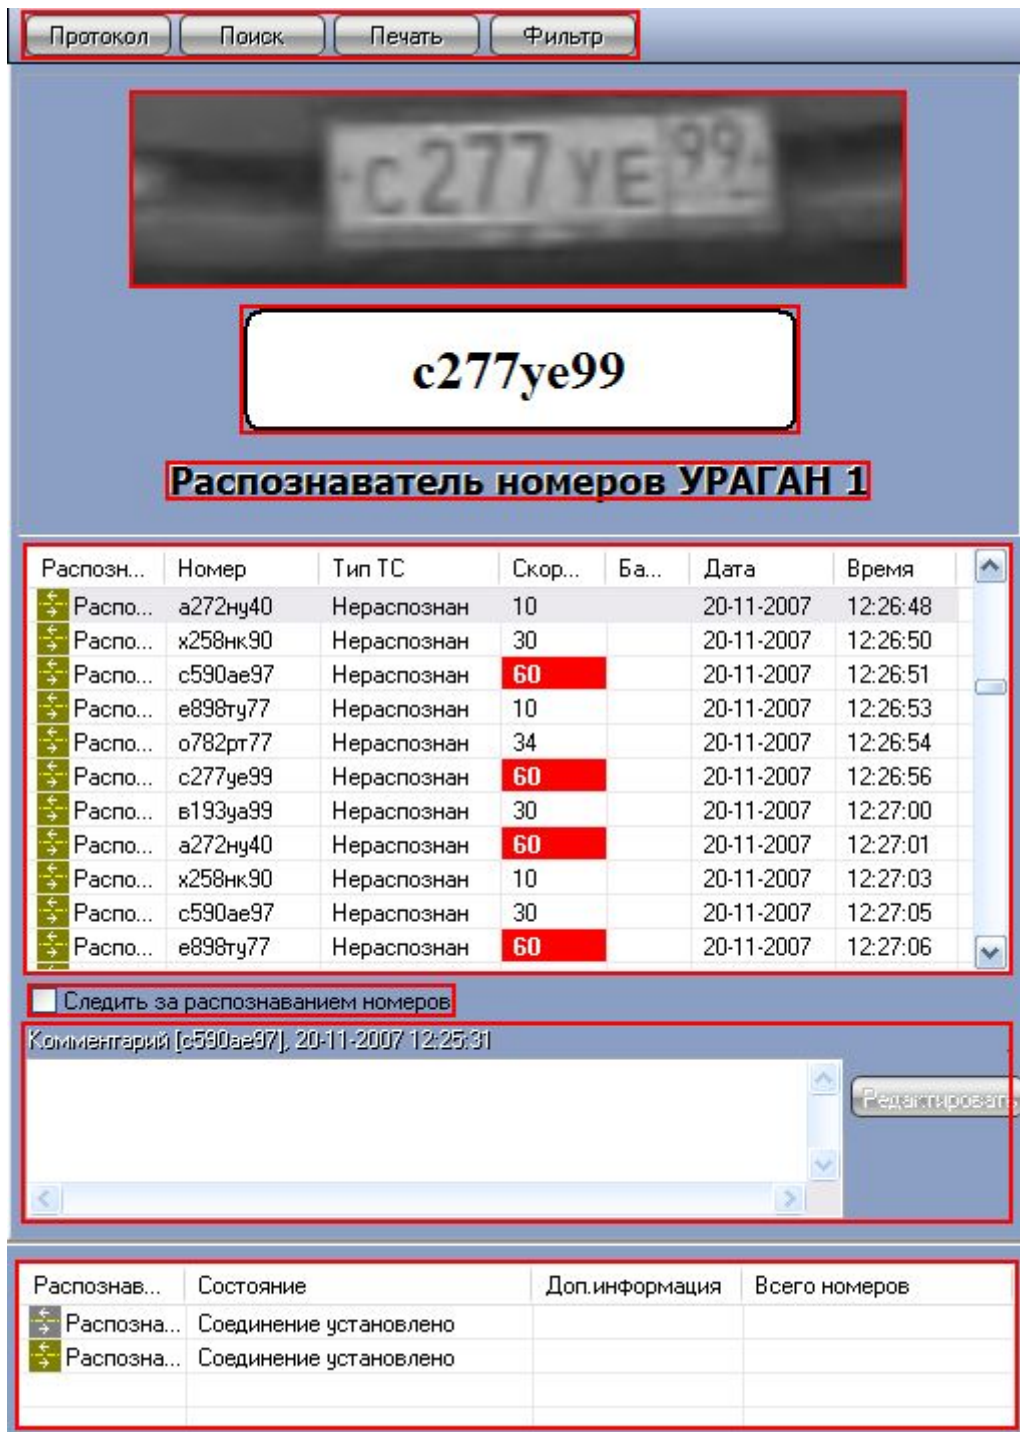 Протокол Поиск Печать Фильтр
с277УЕ 99
с277уе99
Распознаватель номеров УРАГАН 1
Распозн... Номер Тип ТС Скор... Ба... Дата Время
Распо... а272ну40 Нераспознан 10 20-11-2007 12:26:48
Распо... х258нк90 Нераспознан 30 20-11-2007 12:26:50
Распо... с590ае97 Нераспознан 60 20-11-2007 12:26:51
Распо... е898ту77 Нераспознан 10 20-11-2007 12:26:53
Распо... о782рт77 Нераспознан 34 20-11-2007 12:26:54
Распо... с277уе99 Нераспознан 60 20-11-2007 12:26:56
Распо... в193уа99 Нераспознан 30 20-11-2007 12:27:00
Распо... а272ну40 Нераспознан 60 20-11-2007 12:27:01
Распо... х258нк90 Нераспознан 10 20-11-2007 12:27:03
Распо... с590ае97 Нераспознан 30 20-11-2007 12:27:05
Распо... е898ту77 Нераспознан 60 20-11-2007 12:27:06
Следить за распознаванием номеров
Комментарий [с590ае97], 20-11-2007 12:25:31
Редактировать
Распознав... Состояние Доп.информация Всего номеров
Распозна... Соединение установлено
Распозна... Соединение установлено